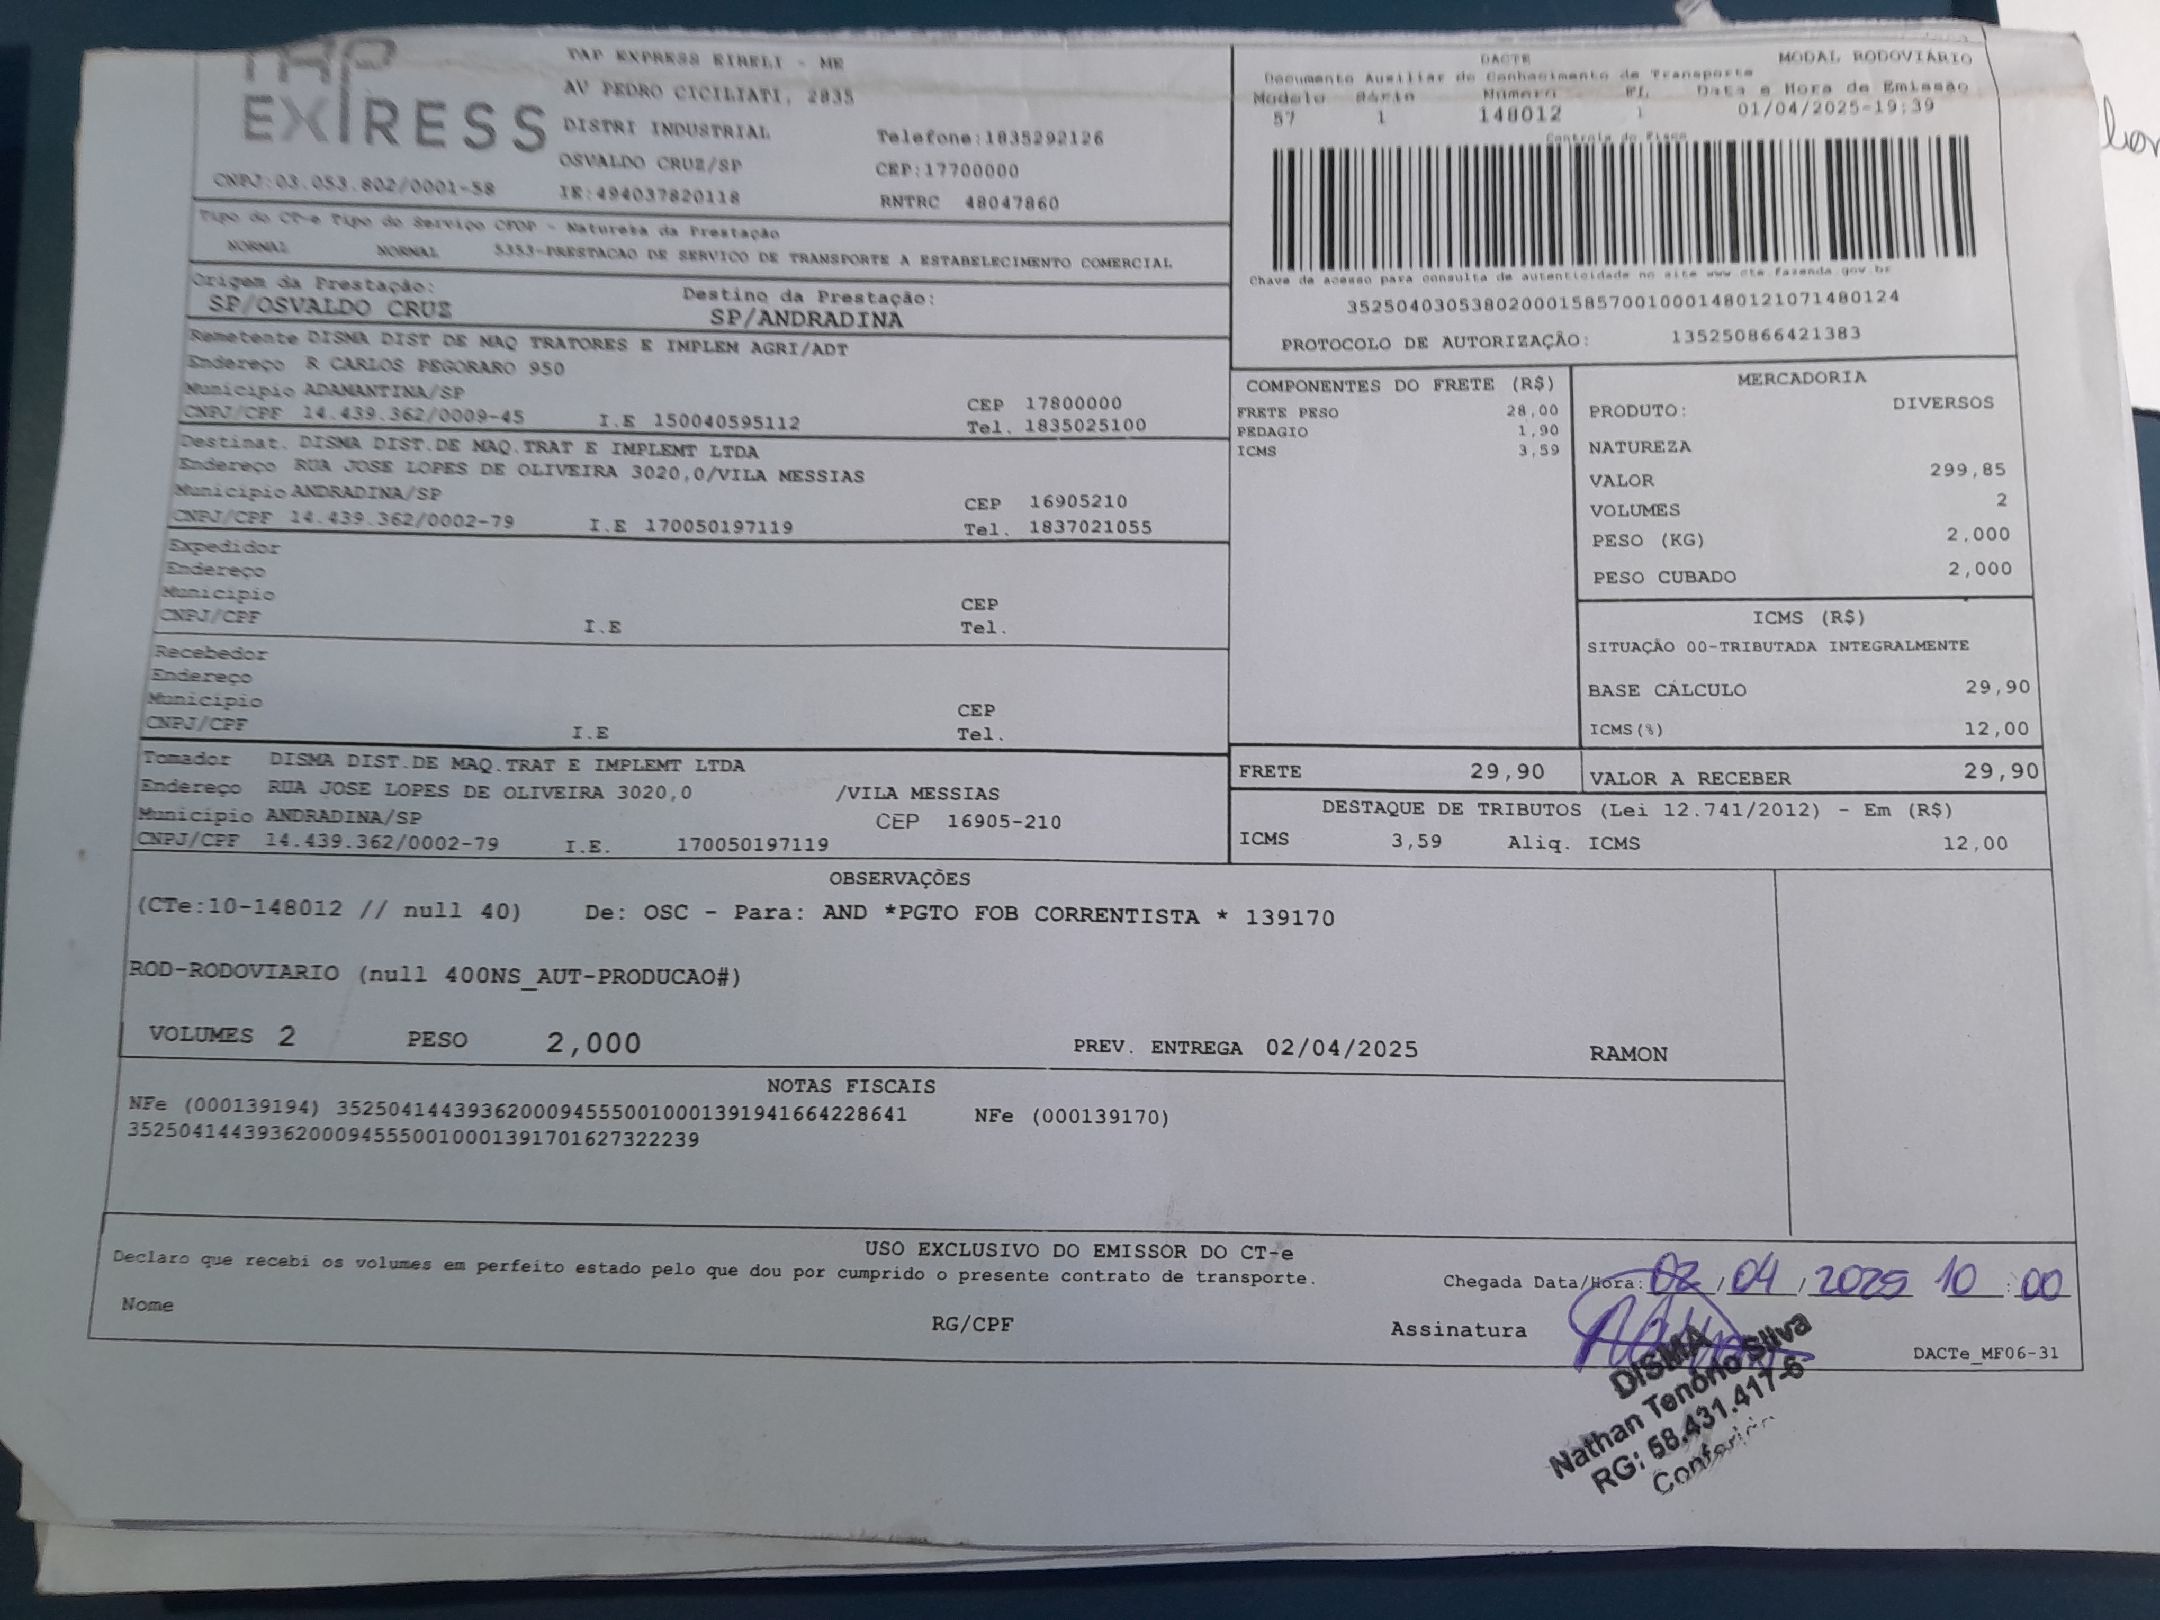 TAP
EXPRESS
CNPJ:03.053.802/0001-58
TAP EXPRESS EIRELI - ME
AV PEDRO CICILIATI, 2835
DISTRI INDUSTRIAL
OSVALDO CRUZ/SP
IE:494037820118
Telefone:1835292126
CEP:17700000
RNTRC 48047860
DACTE MODAL RODOVIÁRIO
Documento Auxiliar do Conhecimento de Transporte
Modelo Série Número FL Data e Hora de Emissão
57 1 148012 1 01/04/2025-19:39
Controle do Fisco
Chave de acesso para consulta de autenticidade no site www.cte.fazenda.gov.br
35250403053802000158570010001480121071480124
PROTOCOLO DE AUTORIZAÇÃO: 135250866421383
Tipo do CT-e Tipo do Serviço CFOP - Natureza da Prestação
NORMAL NORMAL 5353-PRESTACAO DE SERVICO DE TRANSPORTE A ESTABELECIMENTO COMERCIAL
Origem da Prestação: Destino da Prestação:
SP/OSVALDO CRUZ SP/ANDRADINA
Remetente DISMA DIST DE MAQ TRATORES E IMPLEM AGRI/ADT
Endereço R CARLOS PEGORARO 950
Município ADAMANTINA/SP CEP 17800000
CNPJ/CPF 14.439.362/0009-45 I.E 150040595112 Tel. 1835025100
Destinat. DISMA DIST.DE MAQ.TRAT E IMPLEMT LTDA
Endereço RUA JOSE LOPES DE OLIVEIRA 3020,0/VILA MESSIAS
Município ANDRADINA/SP CEP 16905210
CNPJ/CPF 14.439.362/0002-79 I.E 170050197119 Tel. 1837021055
Expedidor
Endereço
Município CEP
CNPJ/CPF I.E Tel.
Recebedor
Endereço
Município CEP
CNPJ/CPF I.E Tel.
Tomador DISMA DIST.DE MAQ.TRAT E IMPLEMT LTDA
Endereço RUA JOSE LOPES DE OLIVEIRA 3020,0 /VILA MESSIAS
Município ANDRADINA/SP CEP 16905-210
CNPJ/CPF 14.439.362/0002-79 I.E. 170050197119
COMPONENTES DO FRETE (R$)
FRETE PESO 28,00
PEDAGIO 1,90
ICMS 3,59
MERCADORIA
PRODUTO: DIVERSOS
NATUREZA
VALOR 299,85
VOLUMES 2
PESO (KG) 2,000
PESO CUBADO 2,000
ICMS (R$)
SITUAÇÃO 00-TRIBUTADA INTEGRALMENTE
BASE CÁLCULO 29,90
ICMS(%) 12,00
FRETE 29,90 VALOR A RECEBER 29,90
DESTAQUE DE TRIBUTOS (Lei 12.741/2012) - Em (R$)
ICMS 3,59 Aliq. ICMS 12,00
OBSERVAÇÕES
(CTe:10-148012 // null 40) De: OSC - Para: AND *PGTO FOB CORRENTISTA * 139170
ROD-RODOVIARIO (null 400NS_AUT-PRODUCAO#)
VOLUMES 2 PESO 2,000 PREV. ENTREGA 02/04/2025 RAMON
NOTAS FISCAIS
NFe (000139194) 35250414439362000945550010001391941664228641 NFe (000139170)
35250414439362000945550010001391701627322239
USO EXCLUSIVO DO EMISSOR DO CT-e
Declaro que recebi os volumes em perfeito estado pelo que dou por cumprido o presente contrato de transporte.
Chegada Data/Hora: 02/04/2025 10:00
Nome RG/CPF Assinatura
DACTe_MF06-31
DISMA
Nathan Tenório Silva
RG: 58.431.417-6